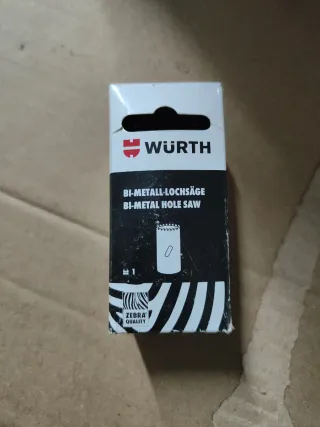 WÜRTH
BI-METALL-LOCHSÄGE
BI-METAL HOLE SAW
1
ZEBRA
QUALITY